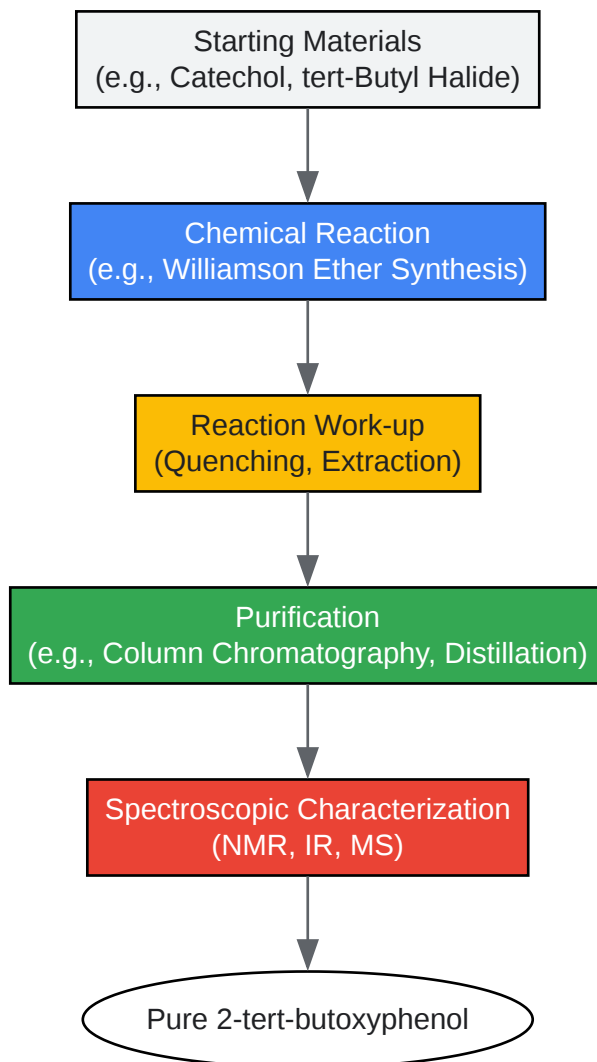 Starting Materials
(e.g., Catechol, tert-Butyl Halide)
Chemical Reaction
(e.g., Williamson Ether Synthesis)
Reaction Work-up
(Quenching, Extraction)
Purification
(e.g., Column Chromatography, Distillation)
Spectroscopic Characterization
(NMR, IR, MS)
Pure 2-tert-butoxyphenol